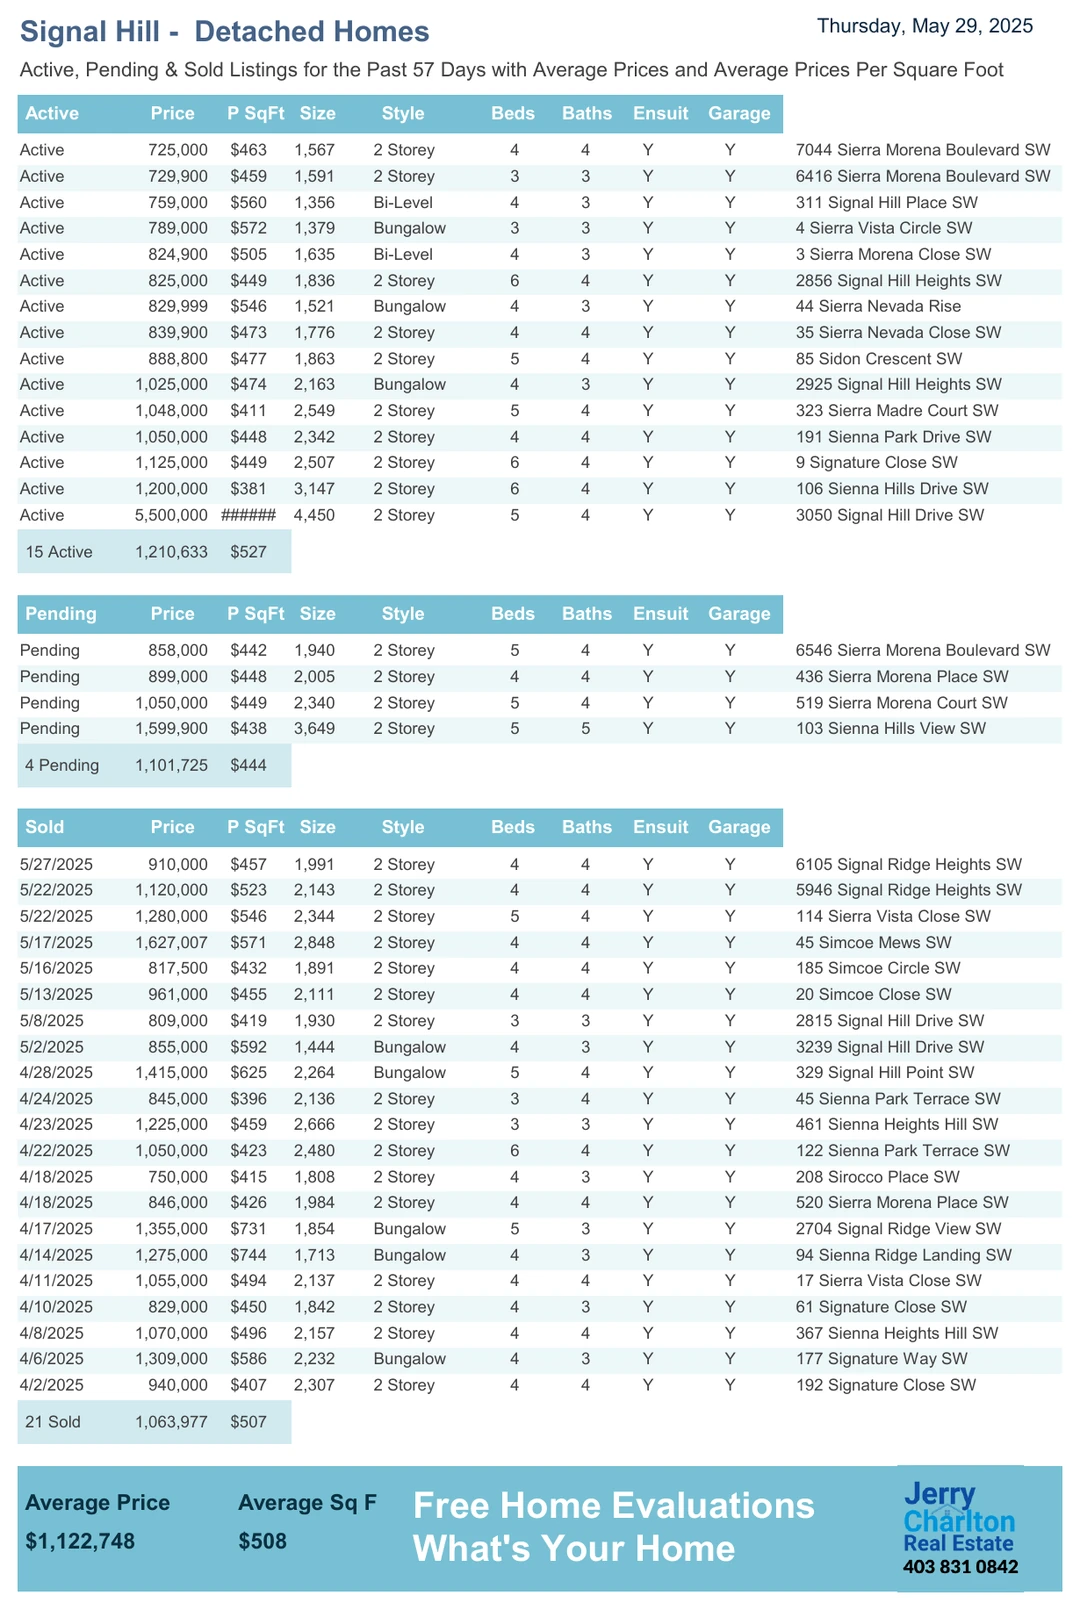 Signal Hill -  Detached Homes
Thursday, May 29, 2025
Active, Pending & Sold Listings for the Past 57 Days with Average Prices and Average Prices Per Square Foot
Active Price P SqFt Size Style Beds Baths Ensuit Garage
Active 725,000 $463 1,567 2 Storey 4 4 Y Y 7044 Sierra Morena Boulevard SW
Active 729,900 $459 1,591 2 Storey 3 3 Y Y 6416 Sierra Morena Boulevard SW
Active 759,000 $560 1,356 Bi-Level 4 3 Y Y 311 Signal Hill Place SW
Active 789,000 $572 1,379 Bungalow 3 3 Y Y 4 Sierra Vista Circle SW
Active 824,900 $505 1,635 Bi-Level 4 3 Y Y 3 Sierra Morena Close SW
Active 825,000 $449 1,836 2 Storey 6 4 Y Y 2856 Signal Hill Heights SW
Active 829,999 $546 1,521 Bungalow 4 3 Y Y 44 Sierra Nevada Rise
Active 839,900 $473 1,776 2 Storey 4 4 Y Y 35 Sierra Nevada Close SW
Active 888,800 $477 1,863 2 Storey 5 4 Y Y 85 Sidon Crescent SW
Active 1,025,000 $474 2,163 Bungalow 4 3 Y Y 2925 Signal Hill Heights SW
Active 1,048,000 $411 2,549 2 Storey 5 4 Y Y 323 Sierra Madre Court SW
Active 1,050,000 $448 2,342 2 Storey 4 4 Y Y 191 Sienna Park Drive SW
Active 1,125,000 $449 2,507 2 Storey 6 4 Y Y 9 Signature Close SW
Active 1,200,000 $381 3,147 2 Storey 6 4 Y Y 106 Sienna Hills Drive SW
Active 5,500,000 ###### 4,450 2 Storey 5 4 Y Y 3050 Signal Hill Drive SW
15 Active 1,210,633 $527
Pending Price P SqFt Size Style Beds Baths Ensuit Garage
Pending 858,000 $442 1,940 2 Storey 5 4 Y Y 6546 Sierra Morena Boulevard SW
Pending 899,000 $448 2,005 2 Storey 4 4 Y Y 436 Sierra Morena Place SW
Pending 1,050,000 $449 2,340 2 Storey 5 4 Y Y 519 Sierra Morena Court SW
Pending 1,599,900 $438 3,649 2 Storey 5 5 Y Y 103 Sienna Hills View SW
4 Pending 1,101,725 $444
Sold Price P SqFt Size Style Beds Baths Ensuit Garage
5/27/2025 910,000 $457 1,991 2 Storey 4 4 Y Y 6105 Signal Ridge Heights SW
5/22/2025 1,120,000 $523 2,143 2 Storey 4 4 Y Y 5946 Signal Ridge Heights SW
5/22/2025 1,280,000 $546 2,344 2 Storey 5 4 Y Y 114 Sierra Vista Close SW
5/17/2025 1,627,007 $571 2,848 2 Storey 4 4 Y Y 45 Simcoe Mews SW
5/16/2025 817,500 $432 1,891 2 Storey 4 4 Y Y 185 Simcoe Circle SW
5/13/2025 961,000 $455 2,111 2 Storey 4 4 Y Y 20 Simcoe Close SW
5/8/2025 809,000 $419 1,930 2 Storey 3 3 Y Y 2815 Signal Hill Drive SW
5/2/2025 855,000 $592 1,444 Bungalow 4 3 Y Y 3239 Signal Hill Drive SW
4/28/2025 1,415,000 $625 2,264 Bungalow 5 4 Y Y 329 Signal Hill Point SW
4/24/2025 845,000 $396 2,136 2 Storey 3 4 Y Y 45 Sienna Park Terrace SW
4/23/2025 1,225,000 $459 2,666 2 Storey 3 3 Y Y 461 Sienna Heights Hill SW
4/22/2025 1,050,000 $423 2,480 2 Storey 6 4 Y Y 122 Sienna Park Terrace SW
4/18/2025 750,000 $415 1,808 2 Storey 4 3 Y Y 208 Sirocco Place SW
4/18/2025 846,000 $426 1,984 2 Storey 4 4 Y Y 520 Sierra Morena Place SW
4/17/2025 1,355,000 $731 1,854 Bungalow 5 3 Y Y 2704 Signal Ridge View SW
4/14/2025 1,275,000 $744 1,713 Bungalow 4 3 Y Y 94 Sienna Ridge Landing SW
4/11/2025 1,055,000 $494 2,137 2 Storey 4 4 Y Y 17 Sierra Vista Close SW
4/10/2025 829,000 $450 1,842 2 Storey 4 3 Y Y 61 Signature Close SW
4/8/2025 1,070,000 $496 2,157 2 Storey 4 4 Y Y 367 Sienna Heights Hill SW
4/6/2025 1,309,000 $586 2,232 Bungalow 4 3 Y Y 177 Signature Way SW
4/2/2025 940,000 $407 2,307 2 Storey 4 4 Y Y 192 Signature Close SW
21 Sold 1,063,977 $507
Average Price Average Sq F
$1,122,748 $508
Free Home Evaluations
What's Your Home
Jerry
Charlton
Real Estate
403 831 0842